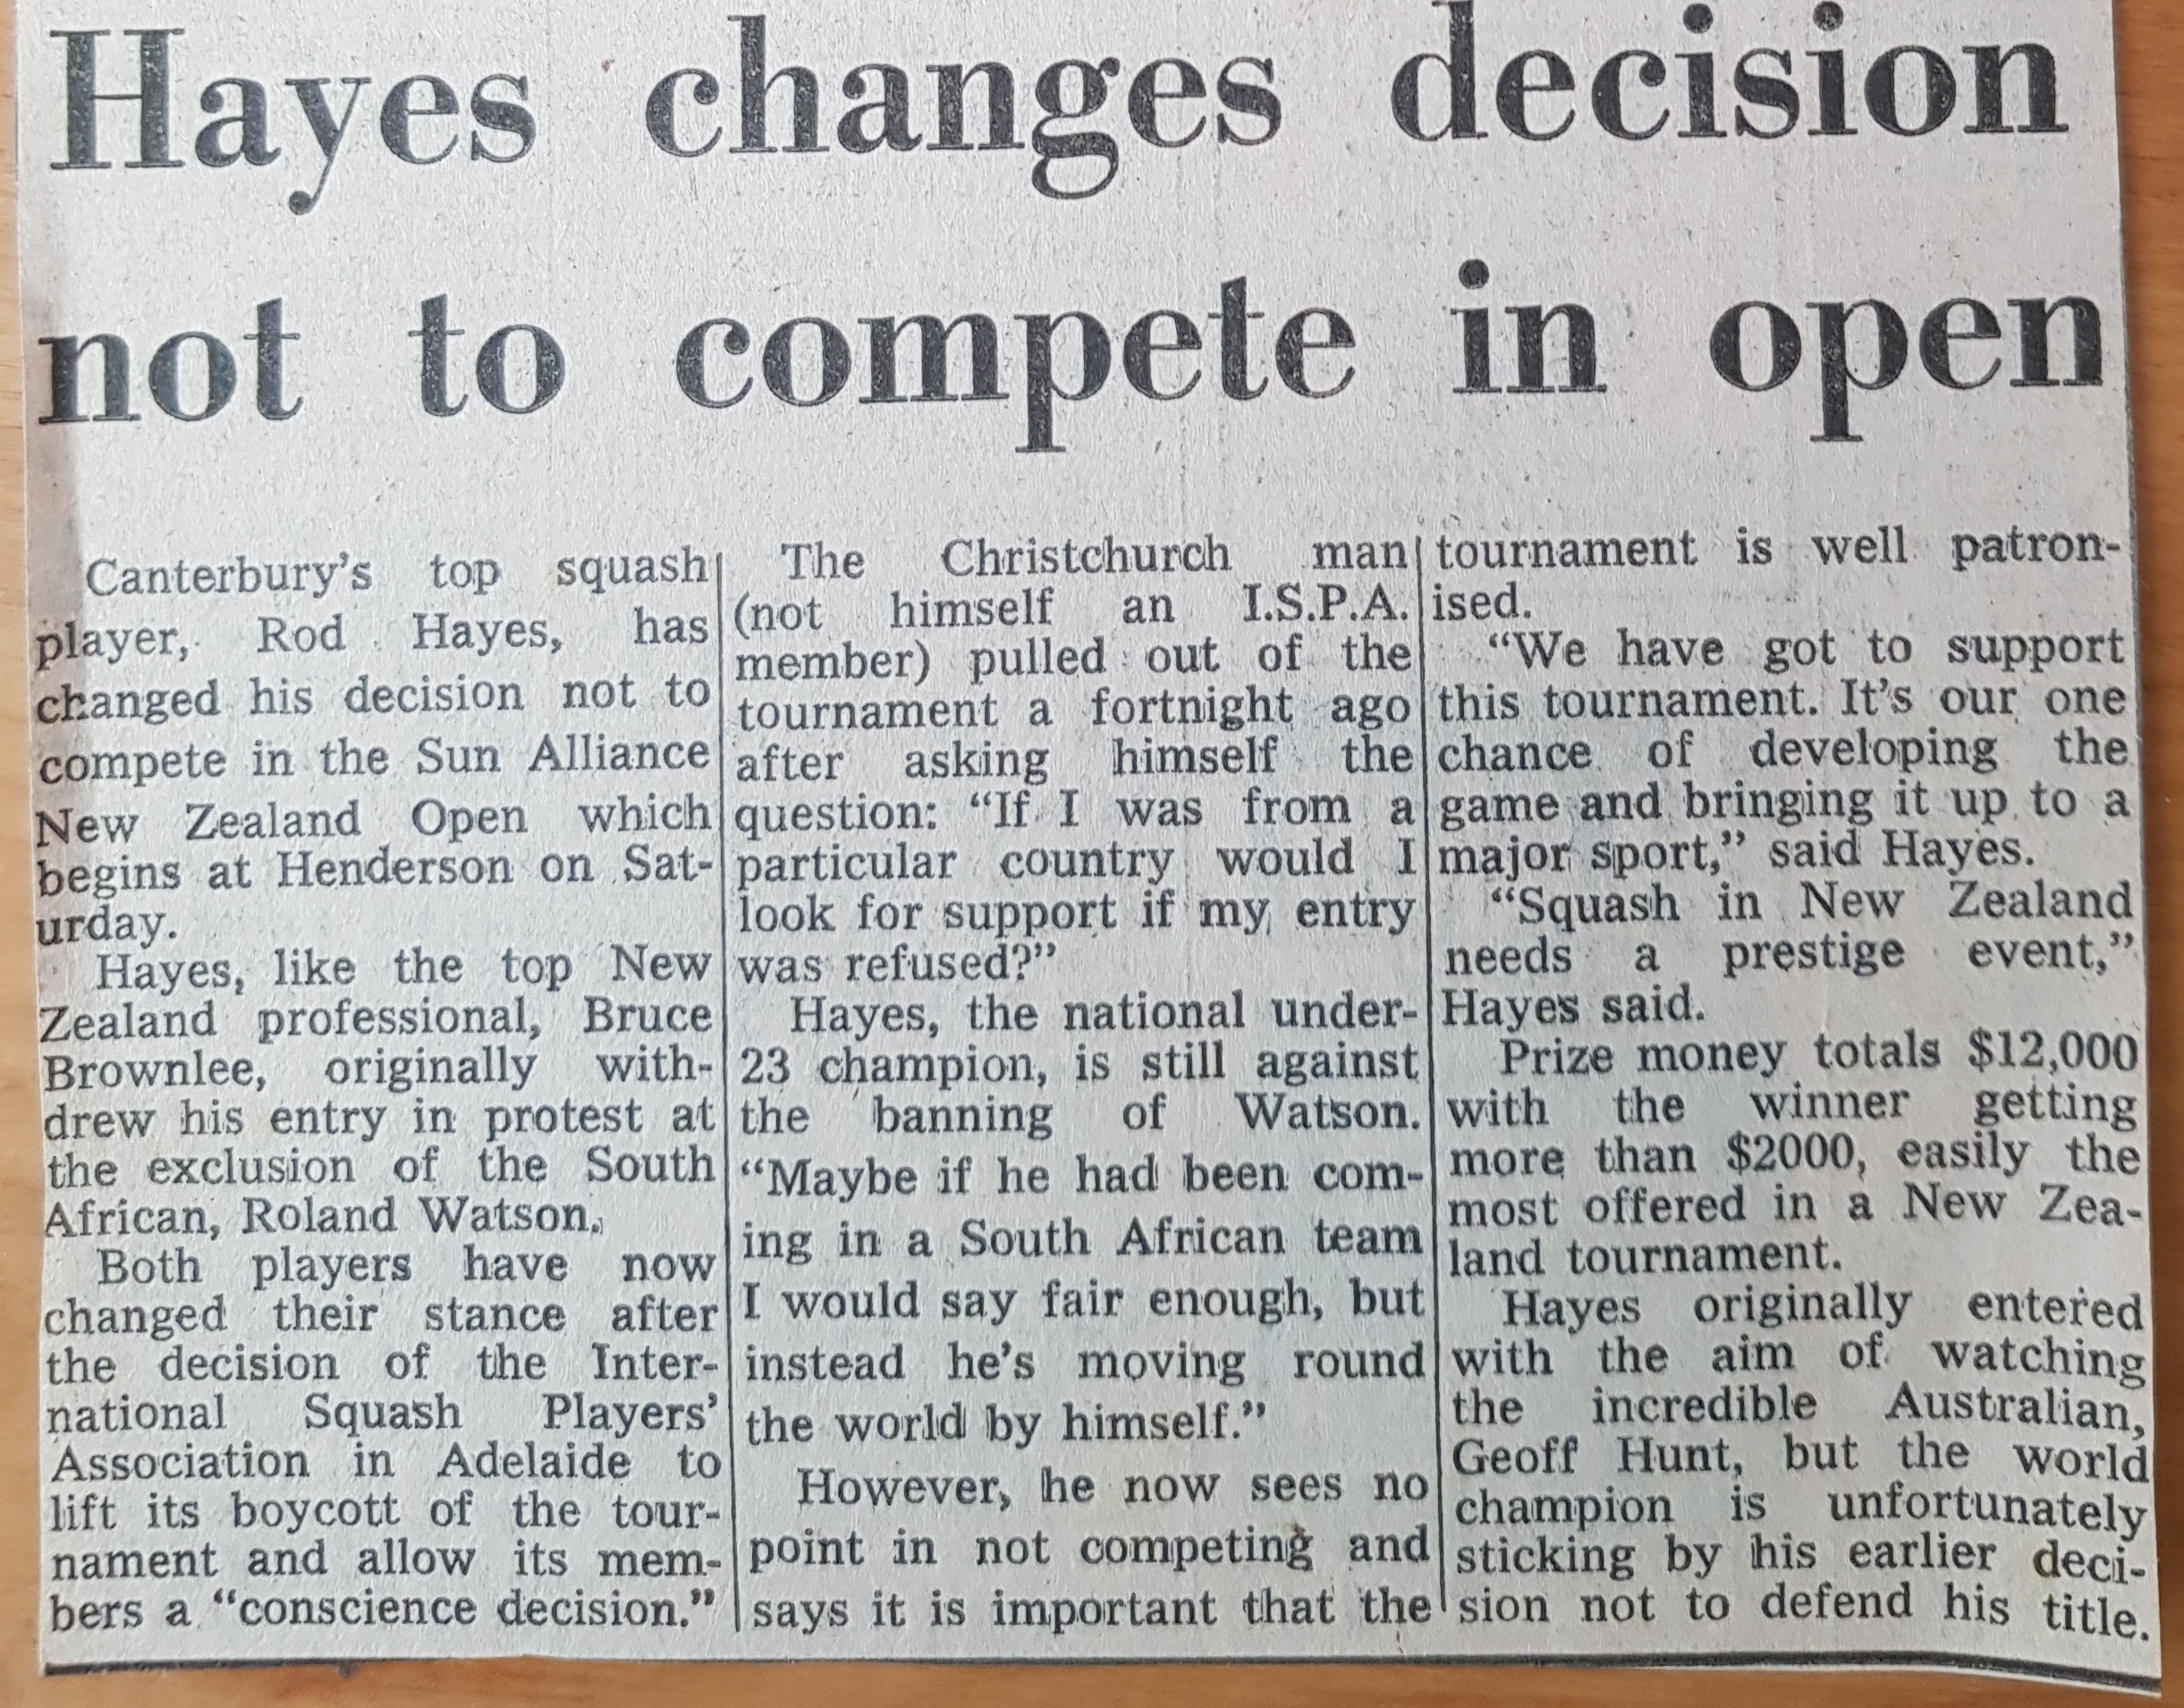 Hayes changes decision
not to compete in open
Canterbury's top squash
player, Rod Hayes, has
changed his decision not to
compete in the Sun Alliance
New Zealand Open which
begins at Henderson on Sat-
urday.
Hayes, like the top New
Zealand professional, Bruce
Brownlee, originally with-
drew his entry in protest at
the exclusion of the South
African, Roland Watson.
Both players have now
changed their stance after
the decision of the Inter-
national Squash Players'
Association in Adelaide to
lift its boycott of the tour-
nament and allow its mem-
bers a "conscience decision."
The Christchurch man
(not himself an I.S.P.A.
member) pulled out of the
tournament a fortnight ago
after asking himself the
question: "If I was from a
particular country would I
look for support if my entry
was refused?"
Hayes, the national under-
23 champion, is still against
the banning of Watson.
"Maybe if he had been com-
ing in a South African team
I would say fair enough, but
instead he's moving round
the world by himself."
However, he now sees no
point in not competing and
says it is important that the
tournament is well patron-
ised.
"We have got to support
this tournament. It's our one
chance of developing the
game and bringing it up to a
major sport," said Hayes.
"Squash in New Zealand
needs a prestige event,"
Hayes said.
Prize money totals $12,000
with the winner getting
more than $2000, easily the
most offered in a New Zea-
land tournament.
Hayes originally entered
with the aim of watching
the incredible Australian,
Geoff Hunt, but the world
champion is unfortunately
sticking by his earlier deci-
sion not to defend his title.